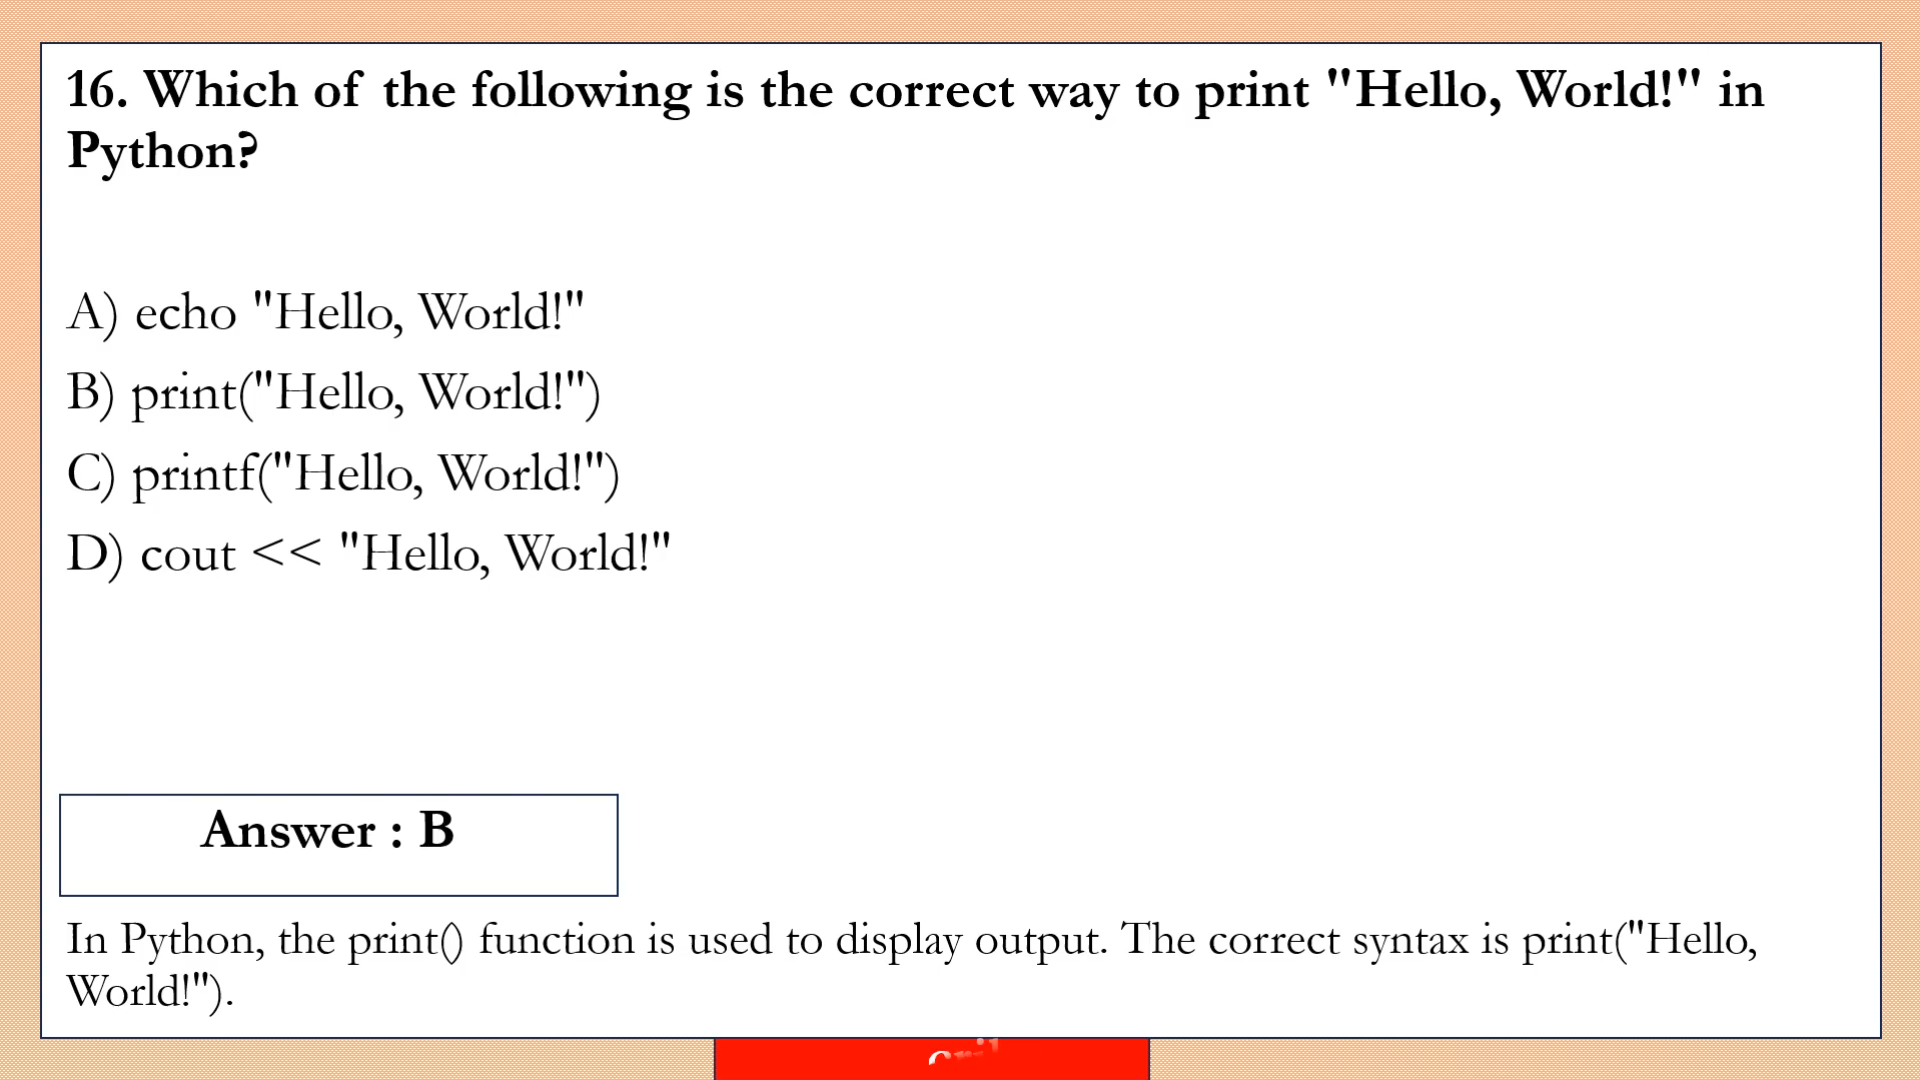 16. Which of the following is the correct way to print "Hello, World!" in
Python?
A) echo "Hello, World!"
B) print("Hello, World!")
C) printf("Hello, World!")
D) cout << "Hello, World!"
Answer : B
In Python, the print() function is used to display output. The correct syntax is print("Hello,
World!").